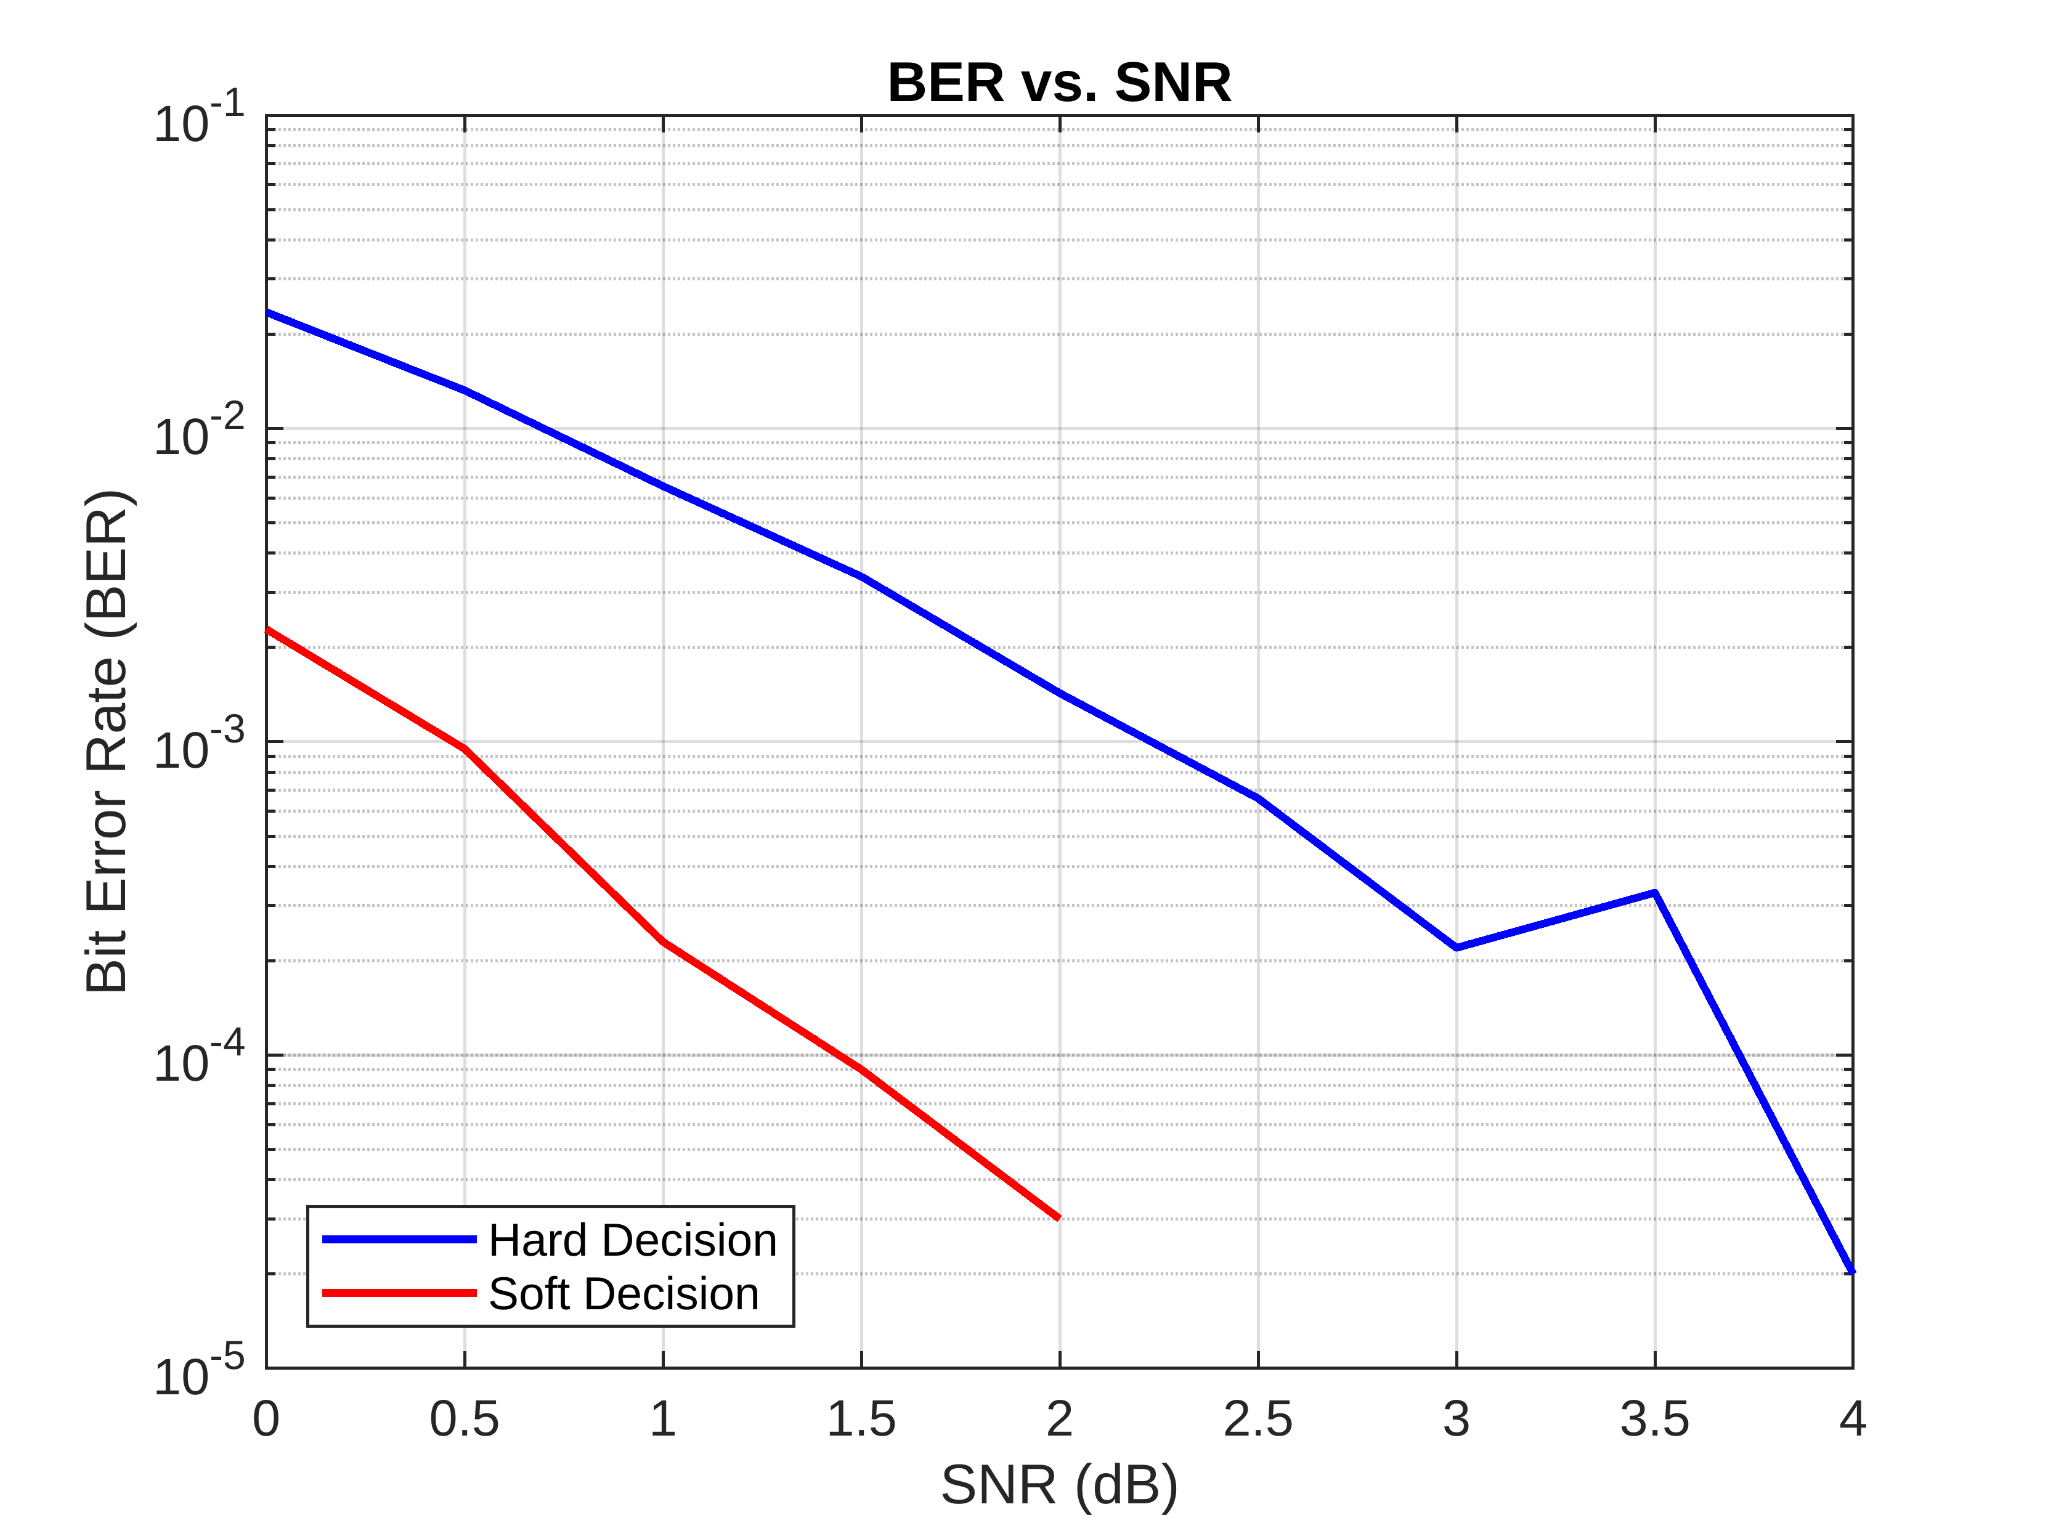 BER vs. SNR
10-1
10-2
10-3
10-4
10-5
Bit Error Rate (BER)
Hard Decision
Soft Decision
0 0.5 1 1.5 2 2.5 3 3.5 4
SNR (dB)